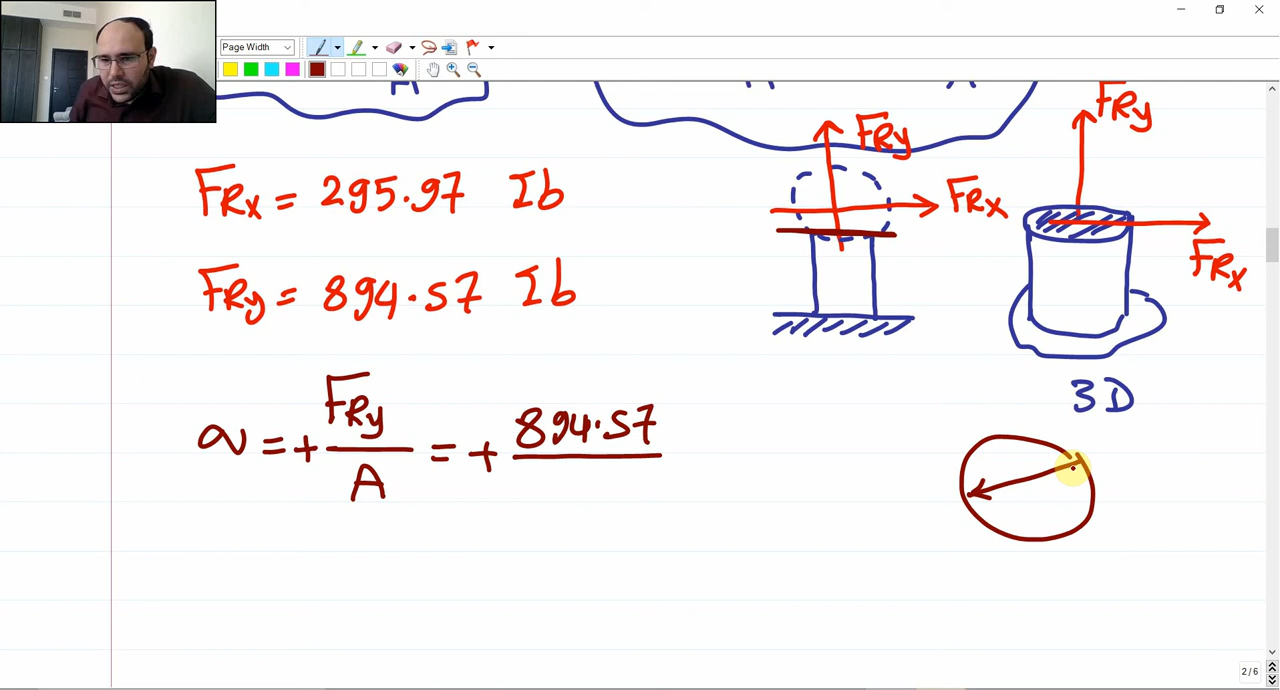 Page Width
FRy
FRy
FRx = 295.97 Ib
FRx
FRx
FRy = 894.57 Ib
3D
σ = + FRy / A = + 894.57
2/6